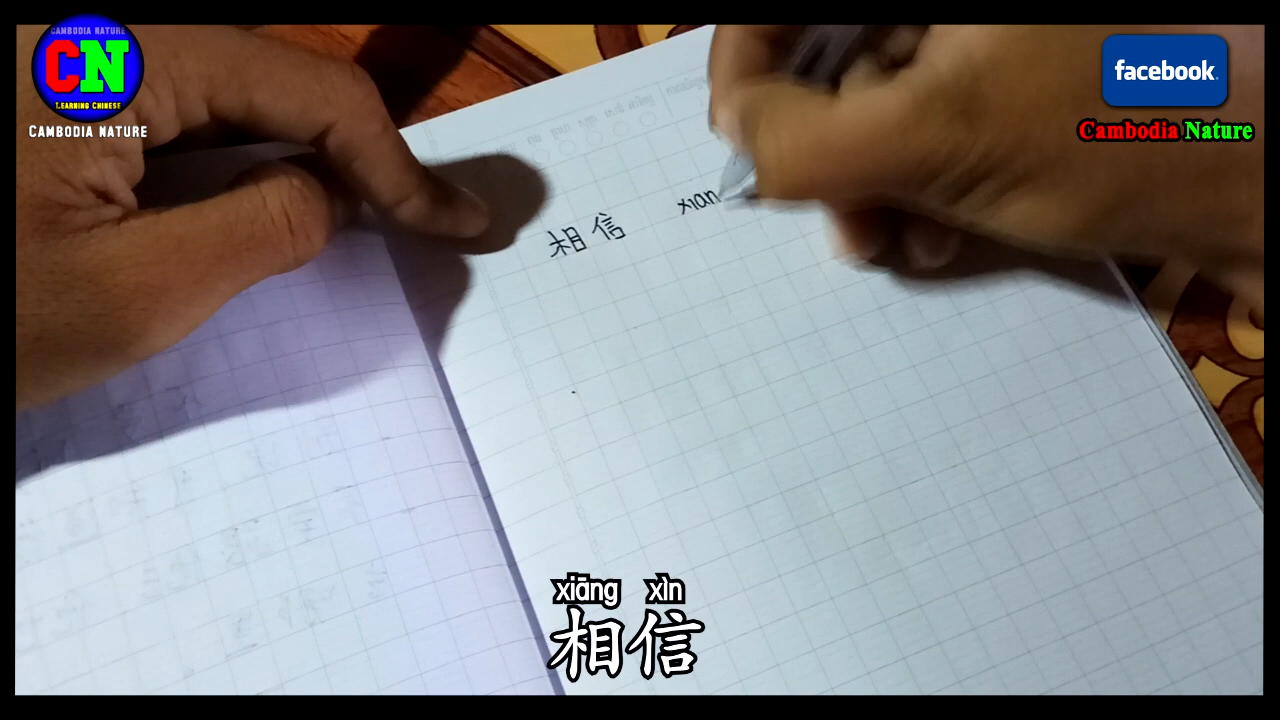 CAMBODIA NATURE
CN
LEARNING CHINESE
CAMBODIA NATURE
facebook
Cambodia Nature
相信 xian
xiāng xìn
相信